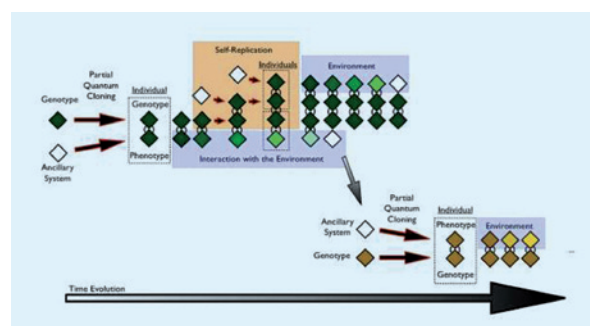 Self-Replication
Individuals
Environment
Partial
Quantum
Cloning
Individual
Genotype
Genotype
Ancillary
System
Phenotype
Interaction with the Environment
Partial
Quantum
Cloning
Individual
Ancillary
System
Phenotype
Environment
Genotype
Genotype
Time Evolution